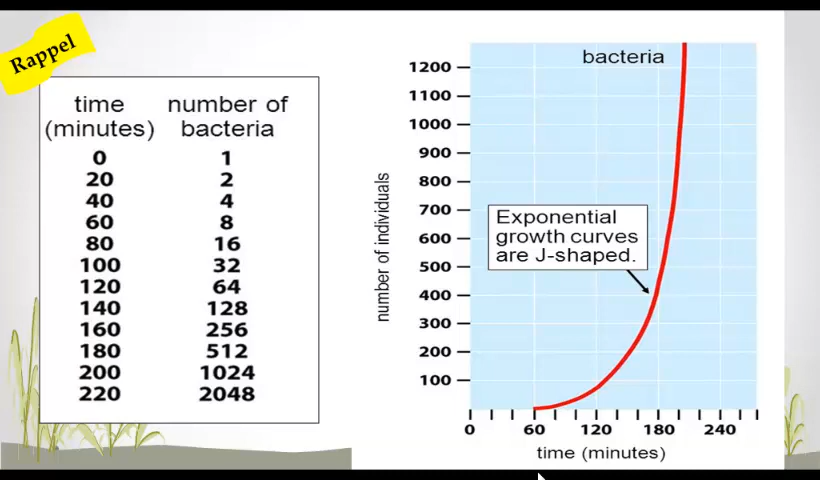 Rappel
time number of
(minutes) bacteria
0 1
20 2
40 4
60 8
80 16
100 32
120 64
140 128
160 256
180 512
200 1024
220 2048
bacteria
1200
1100
1000
900
800
700
600
500
400
300
200
100
number of individuals
Exponential
growth curves
are J-shaped.
0 60 120 180 240
time (minutes)